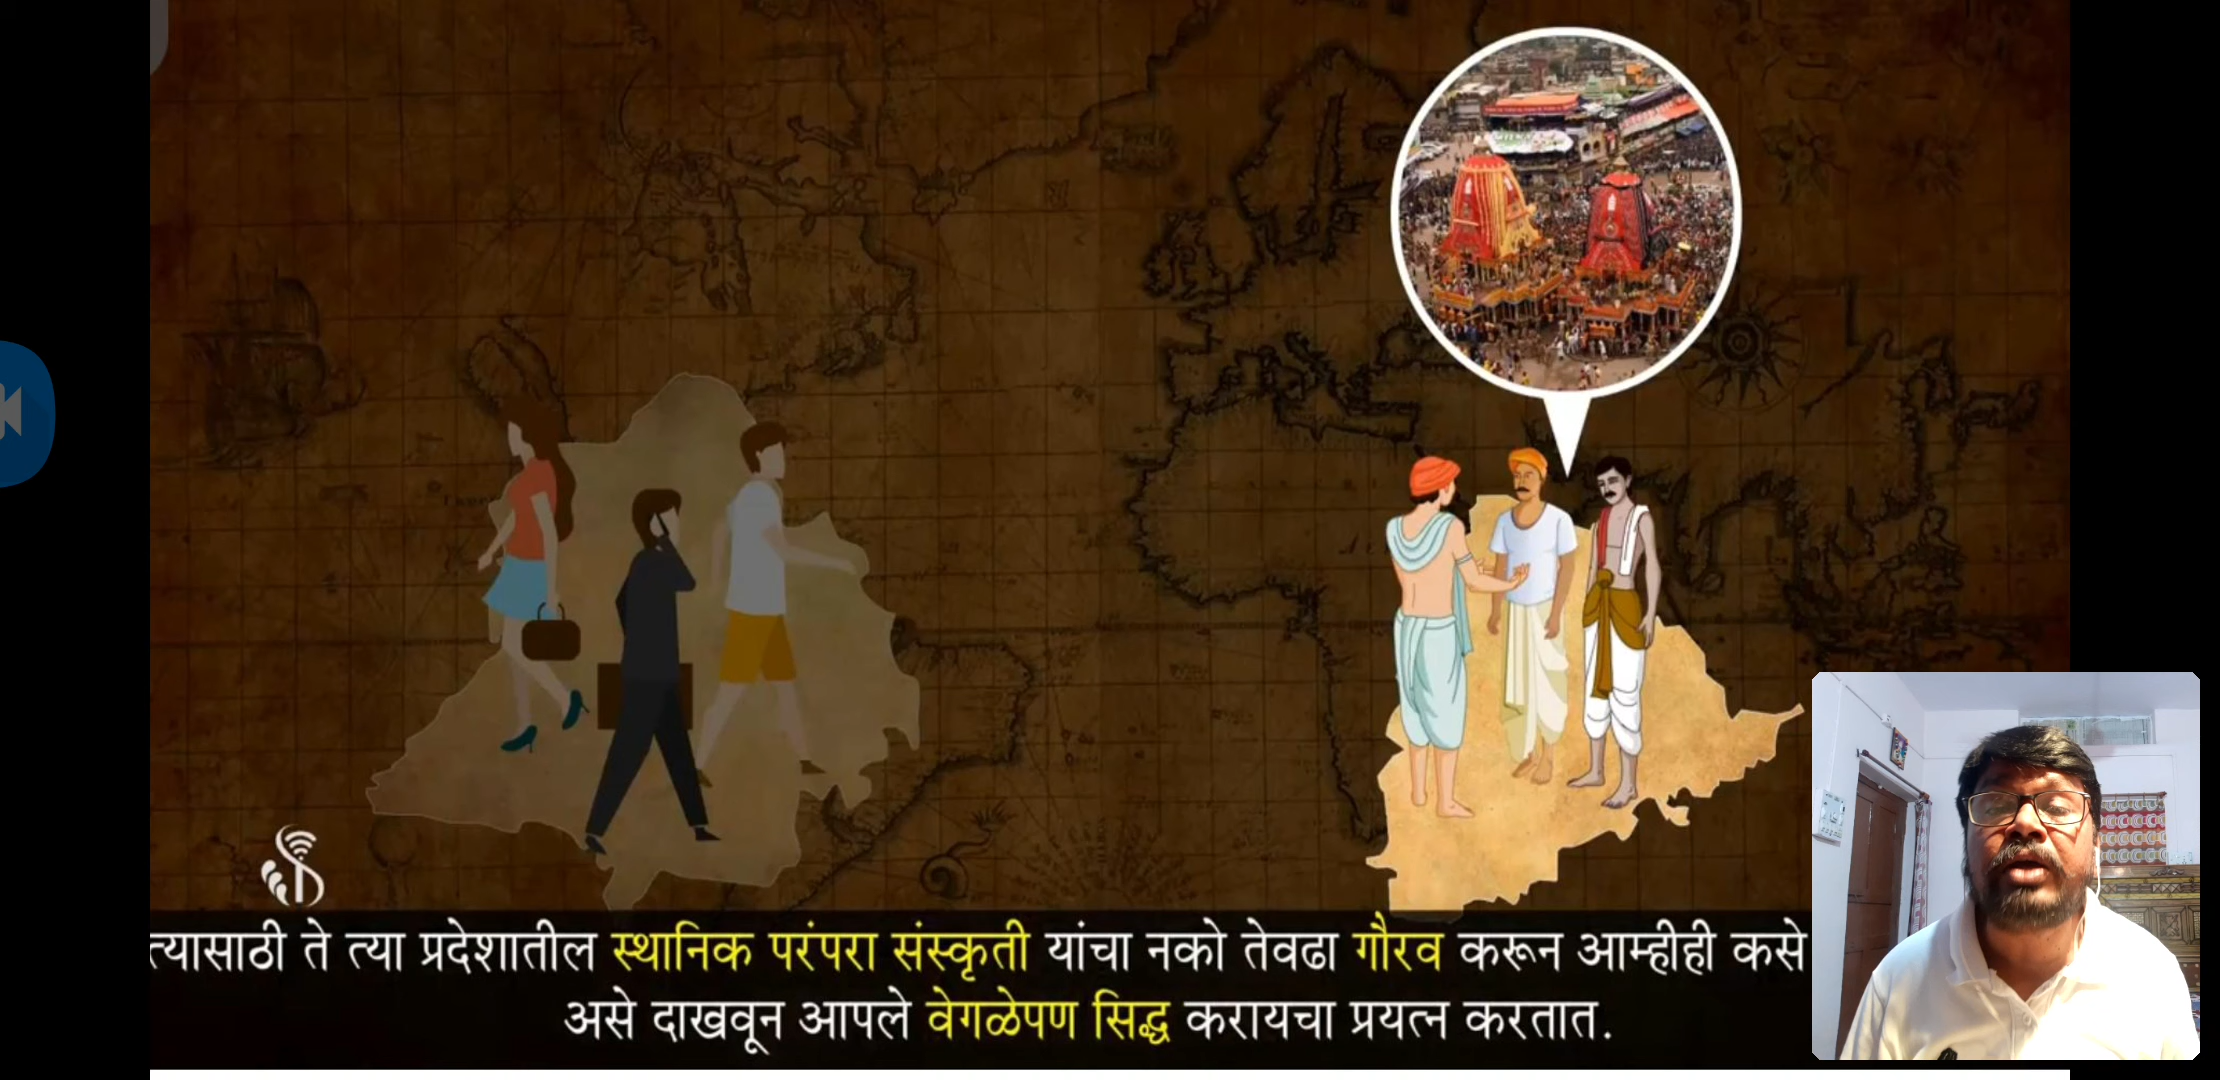 त्यासाठी ते त्या प्रदेशातील स्थानिक परंपरा संस्कृती यांचा नको तेवढा गौरव करून आम्हीही कसे
असे दाखवून आपले वेगळेपण सिद्ध करायचा प्रयत्न करतात.